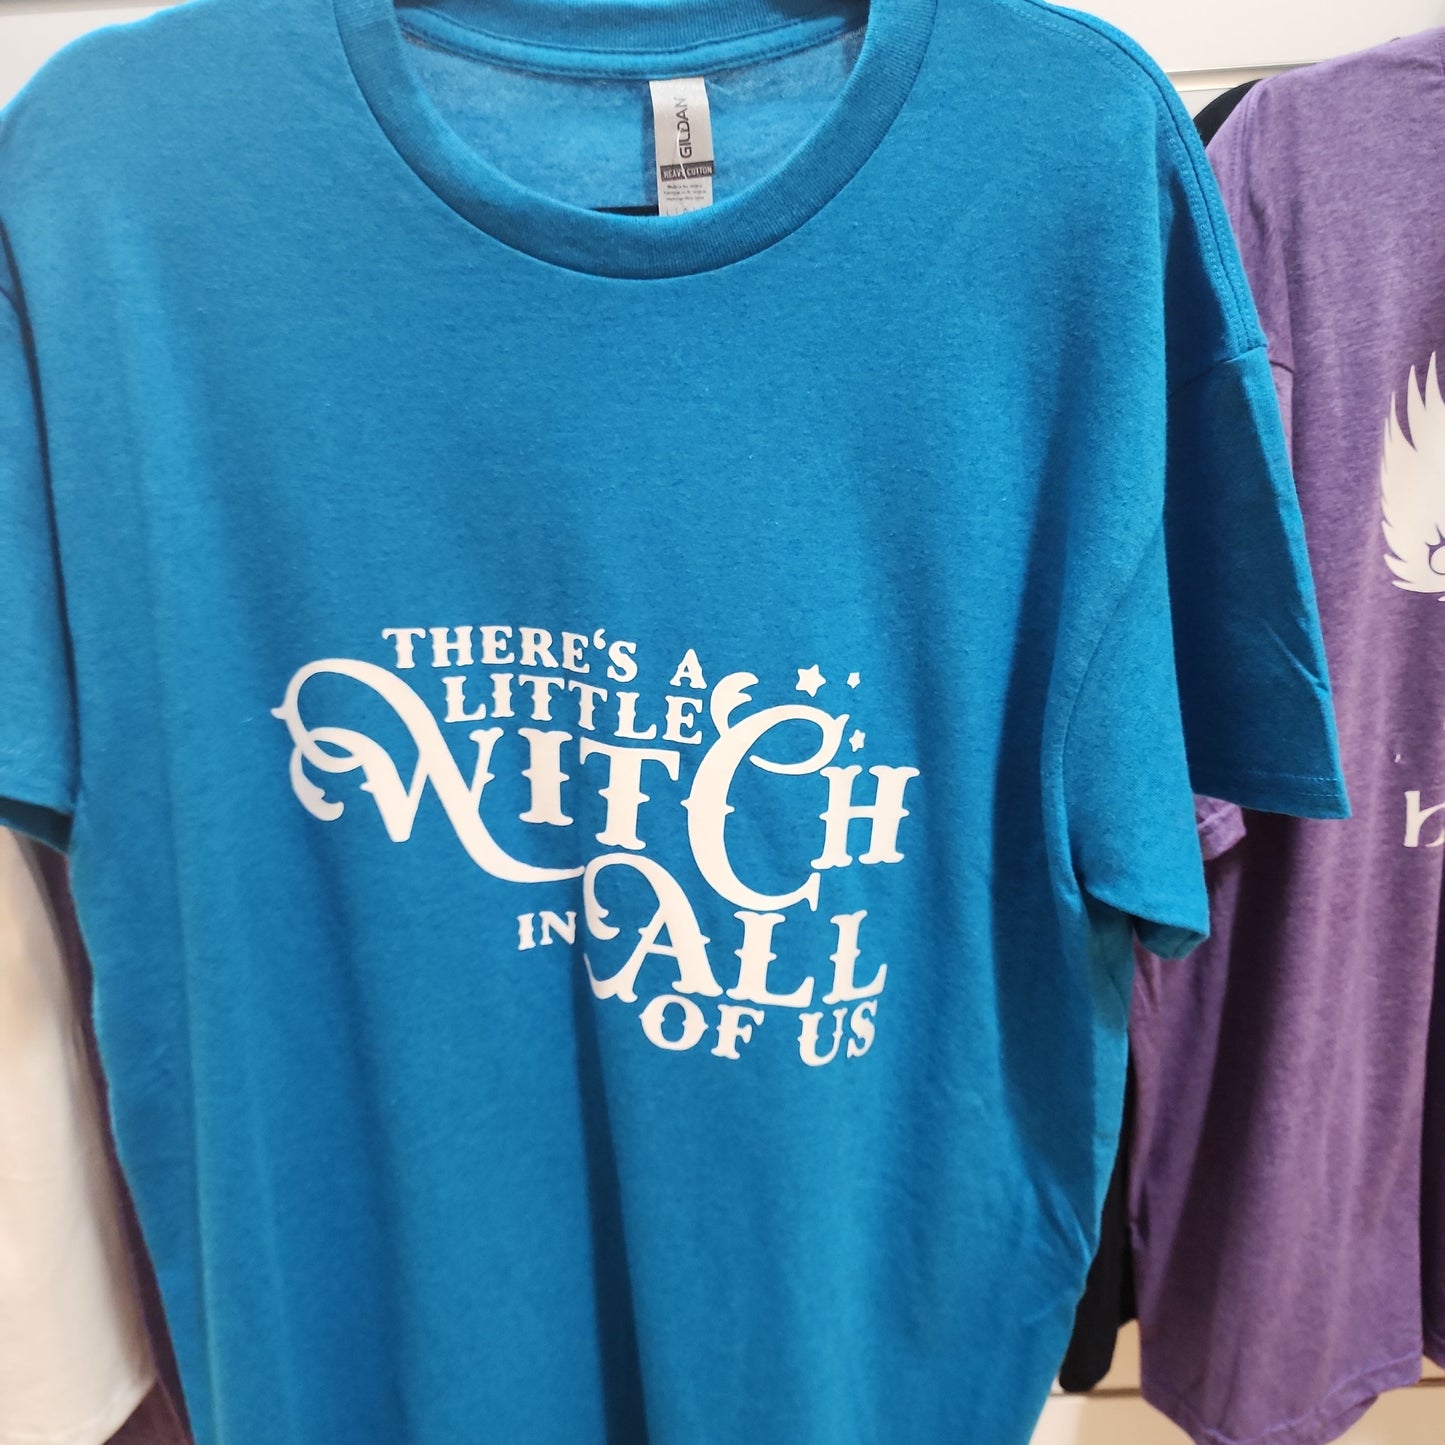 GILDAN
HEAVY COTTON
THERE'S A
LITTLE
WITCH
IN ALL
OF US